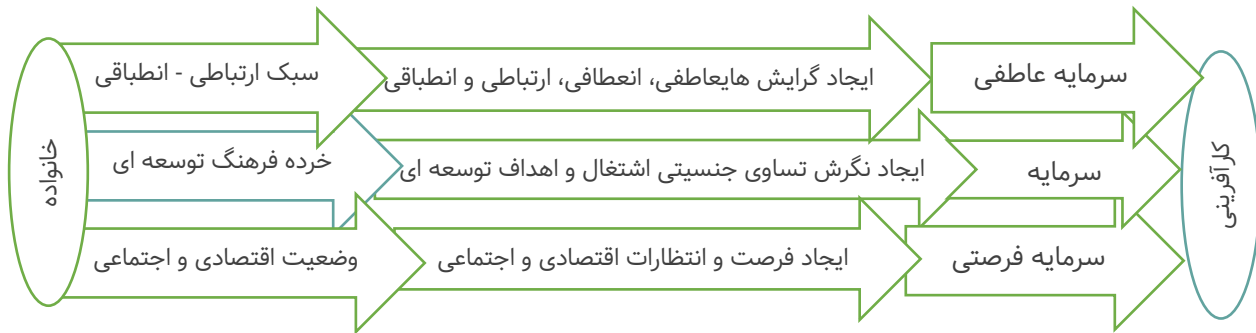 خانواده
سبک ارتباطی - انطباقی
ایجاد گرایش هایعاطفی، انعطافی، ارتباطی و انطباقی
سرمایه عاطفی
خرده فرهنگ توسعه ای
ایجاد نگرش تساوی جنسیتی اشتغال و اهداف توسعه ای
سرمایه
وضعیت اقتصادی و اجتماعی
ایجاد فرصت و انتظارات اقتصادی و اجتماعی
سرمایه فرصتی
کارآفرینی